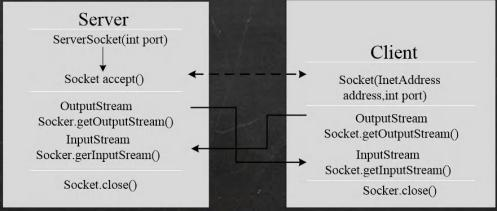 Server
ServerSocket(int port)
Socket accept()
OutputStream
Socker.getOutputStream()
InputStream
Socker.gerInputSream()
Socket.close()
Client
Socket(InetAddress
address,int port)
OutputStream
Socket.getOutputStream()
InputStream
Socket.getInputStream()
Socker.close()